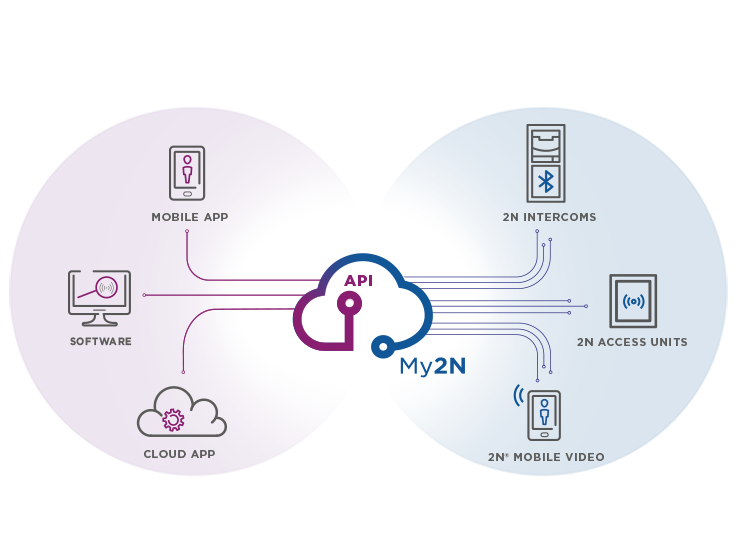 MOBILE APP
2N INTERCOMS
API
SOFTWARE
2N ACCESS UNITS
My2N
CLOUD APP
2N® MOBILE VIDEO